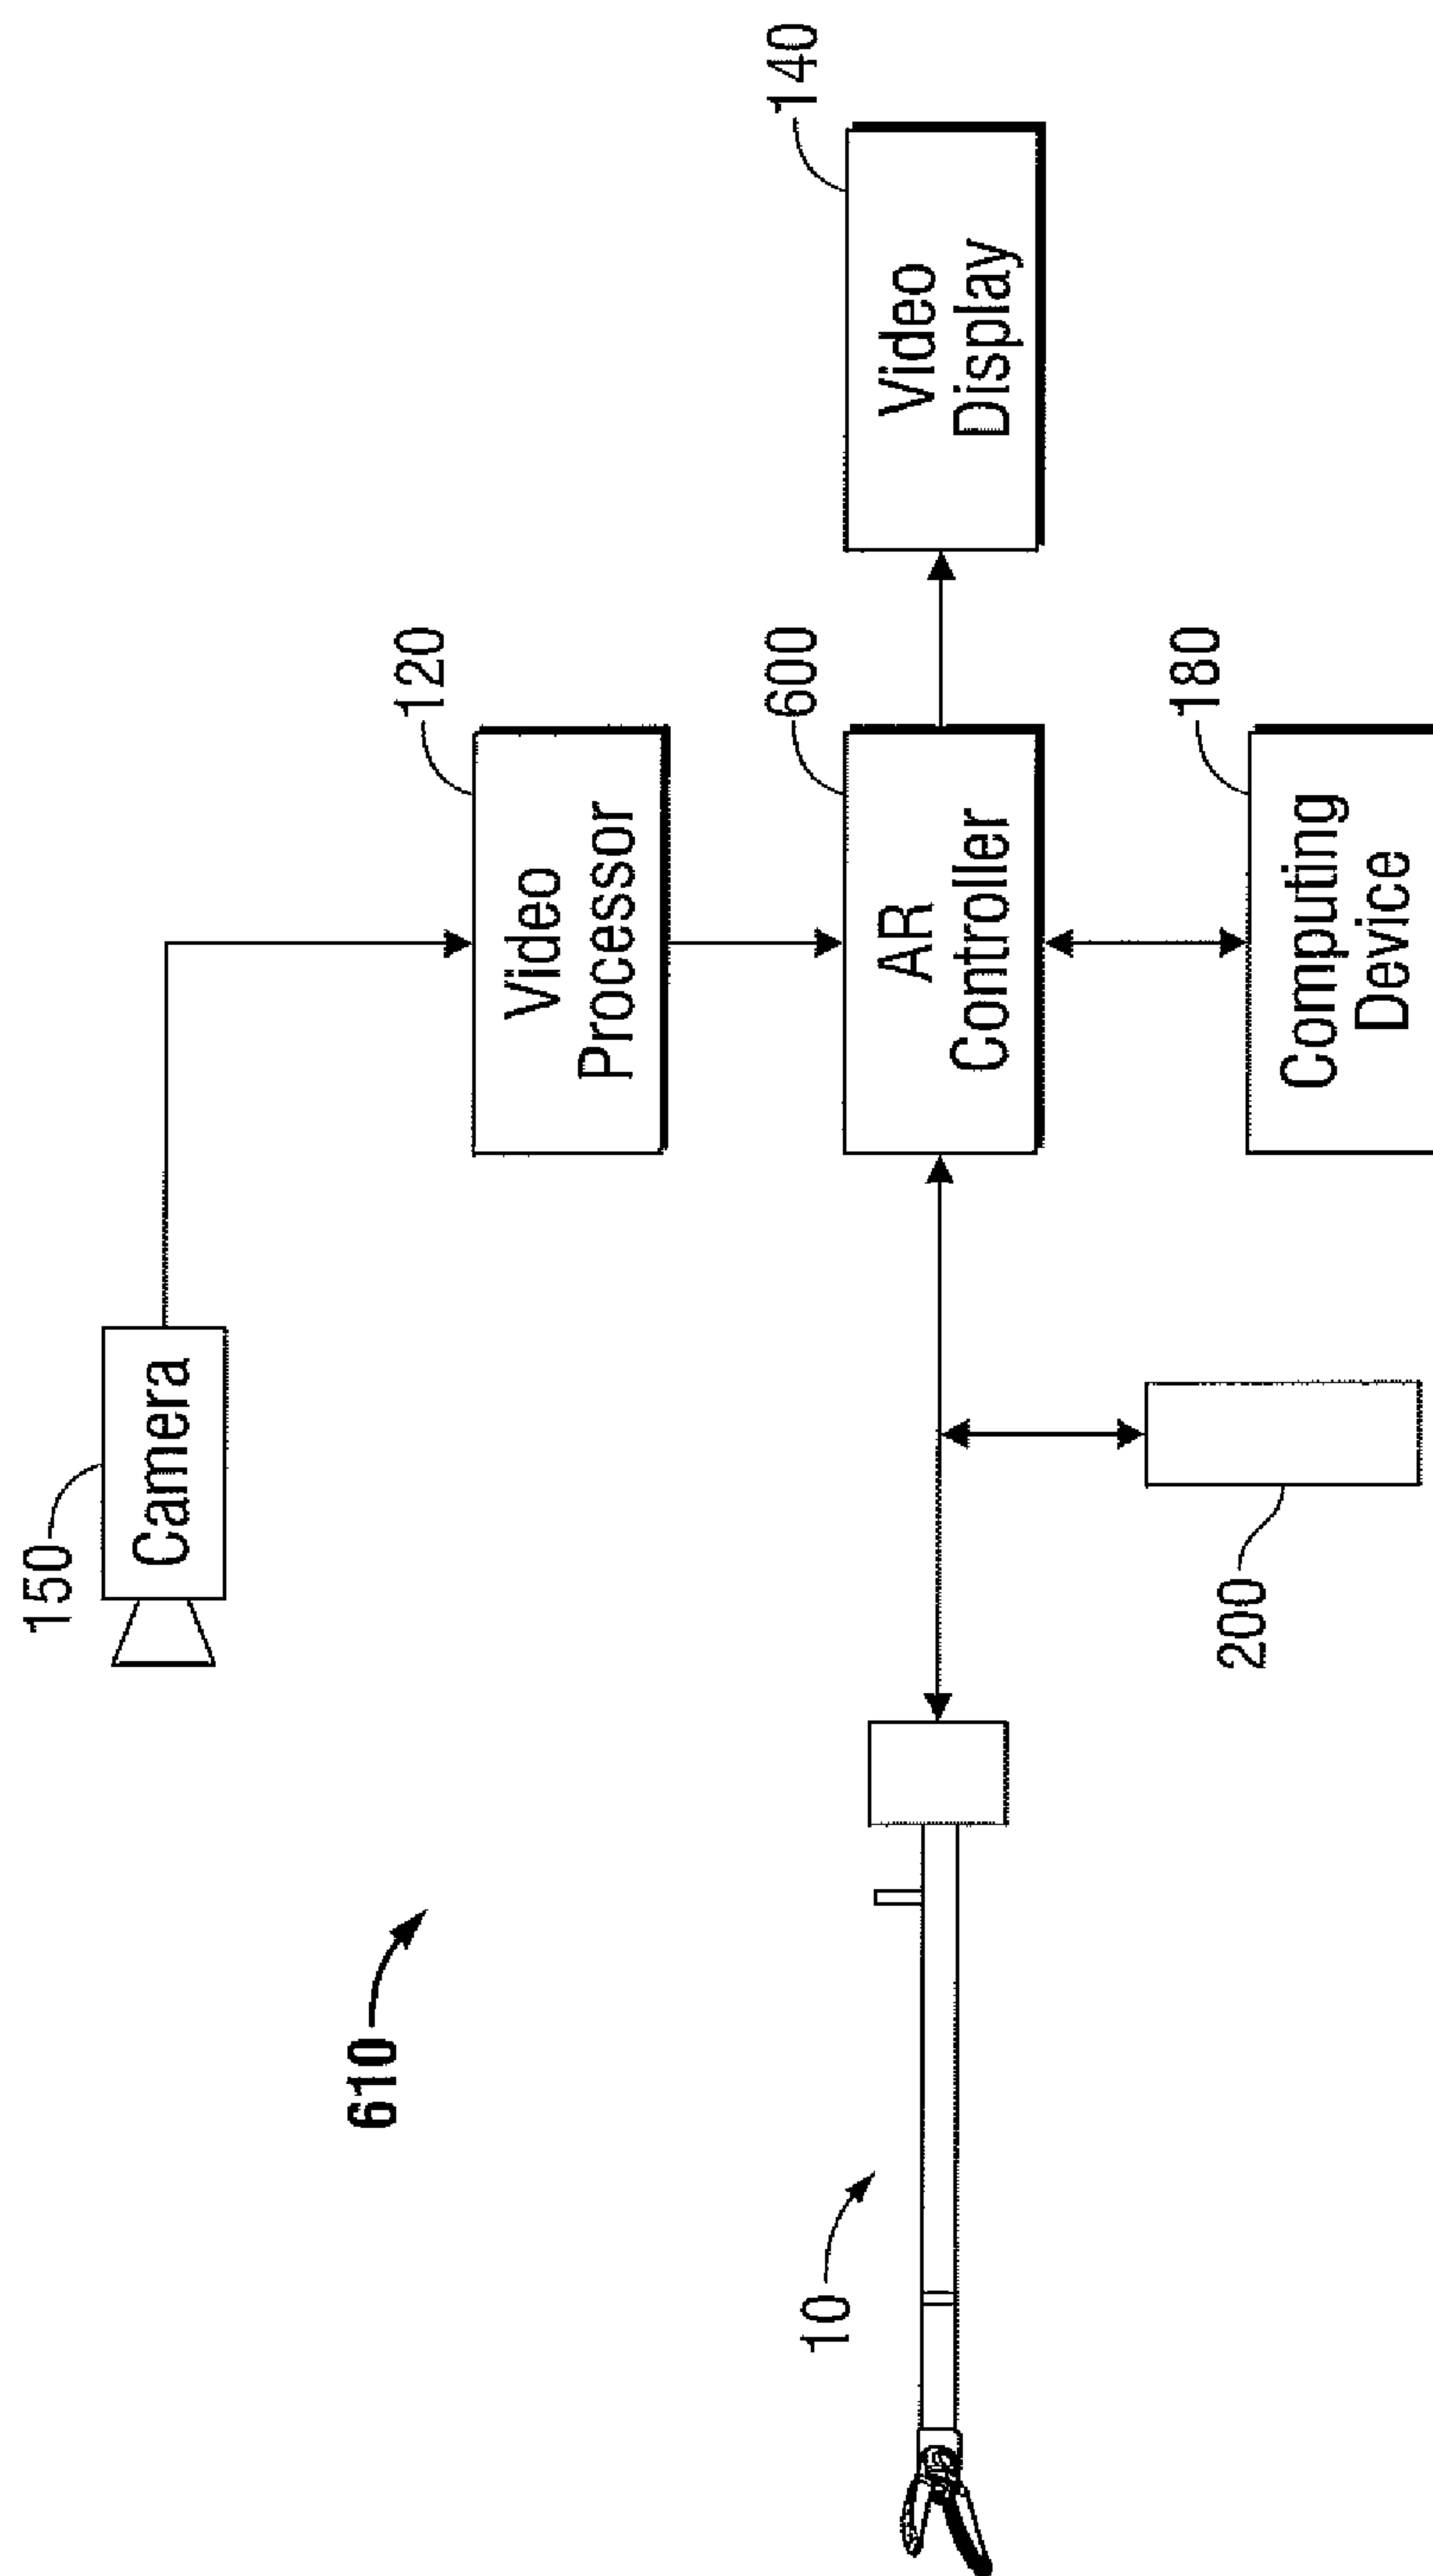 150
Camera
120
Video
Processor
610
10
600
AR
Controller
140
Video
Display
200
180
Computing
Device